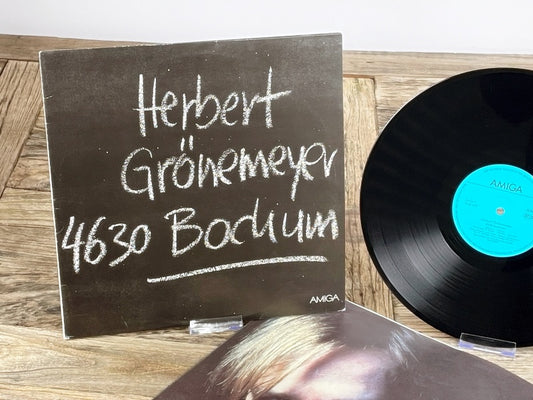 Herbert
Grönemeyer
4630 Bochum
AMIGA
AMIGA